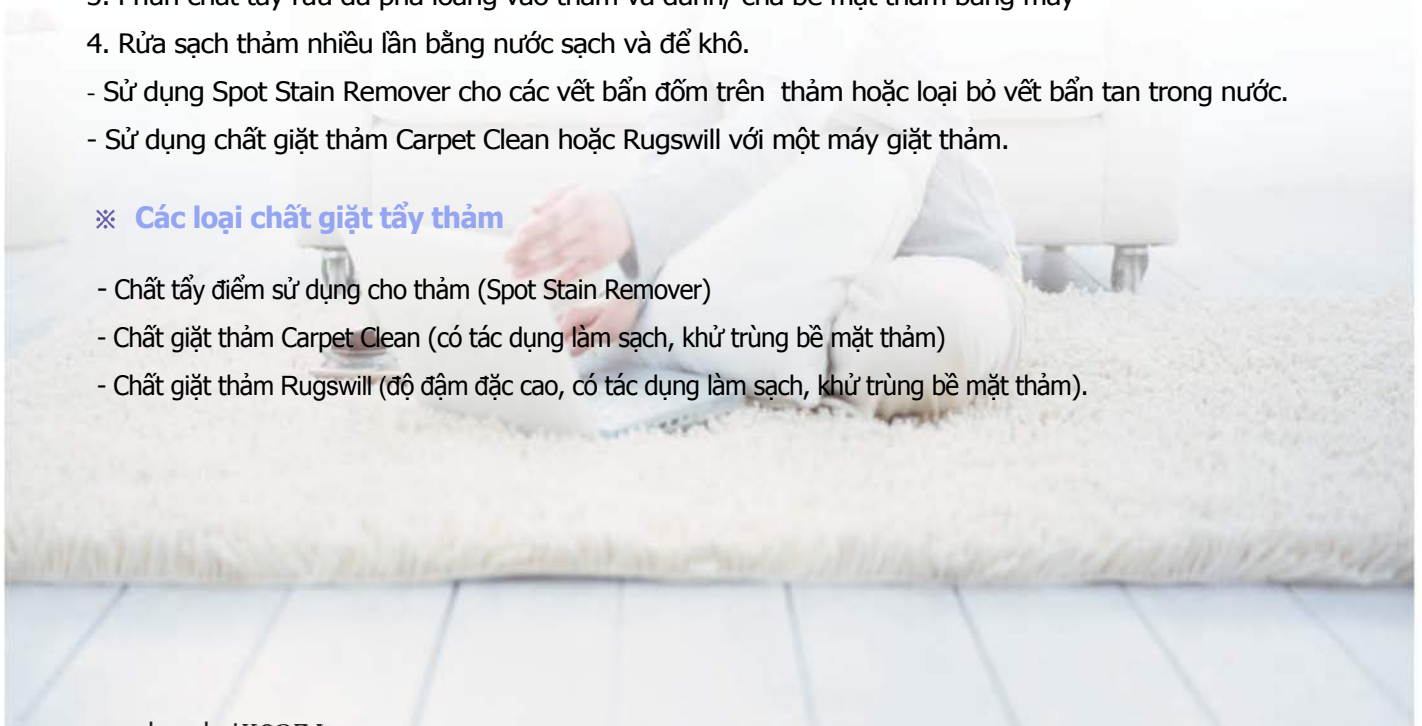 4. Rửa sạch thảm nhiều lần bằng nước sạch và để khô.
- Sử dụng Spot Stain Remover cho các vết bẩn đốm trên thảm hoặc loại bỏ vết bẩn tan trong nước.
- Sử dụng chất giặt thảm Carpet Clean hoặc Rugswill với một máy giặt thảm.
※ Các loại chất giặt tẩy thảm
- Chất tẩy điểm sử dụng cho thảm (Spot Stain Remover)
- Chất giặt thảm Carpet Clean (có tác dụng làm sạch, khử trùng bề mặt thảm)
- Chất giặt thảm Rugswill (độ đậm đặc cao, có tác dụng làm sạch, khử trùng bề mặt thảm).